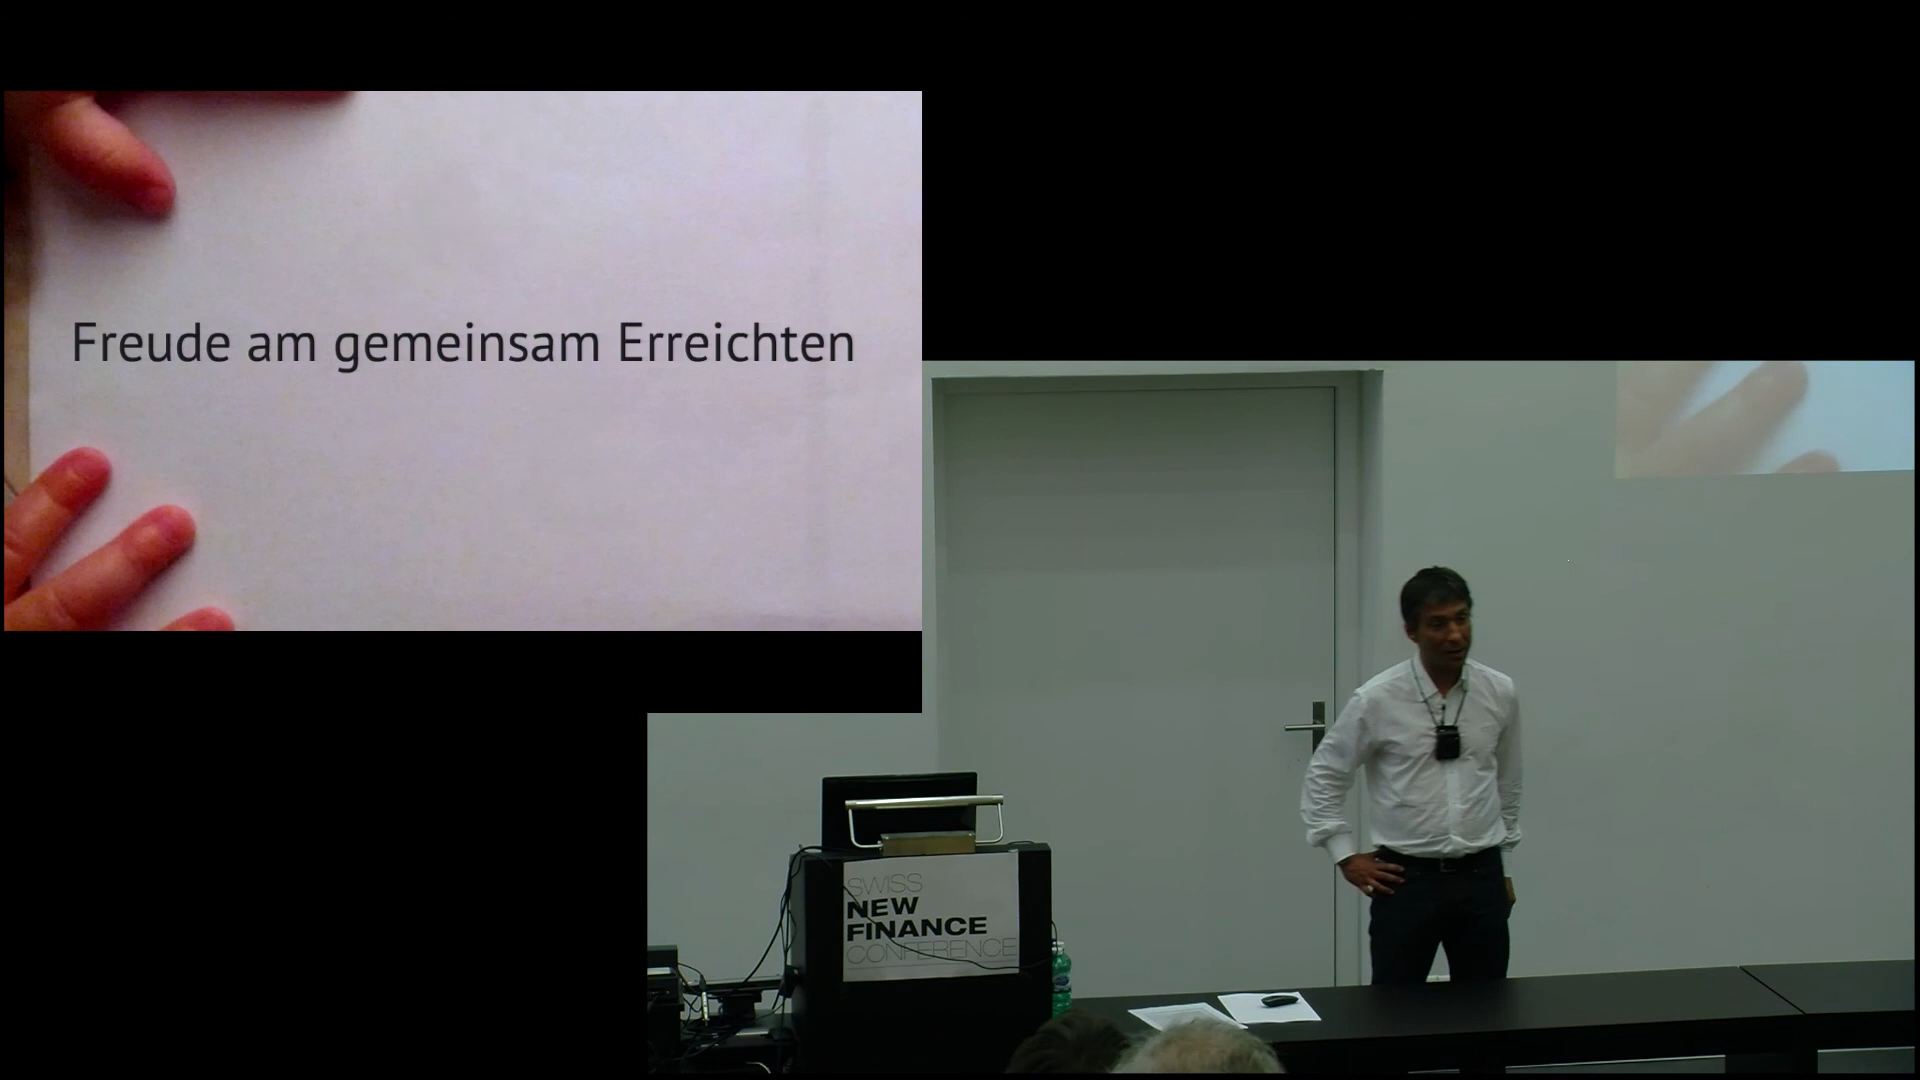 Freude am gemeinsam Erreichten
SWISS
NEW
FINANCE
CONFERENCE